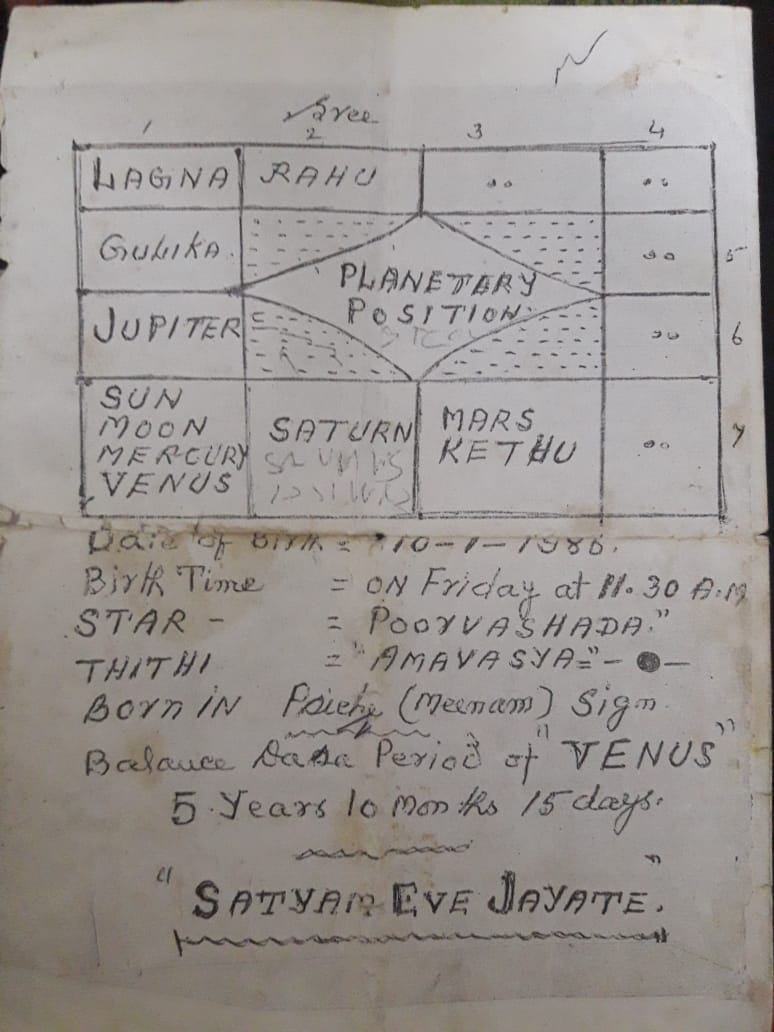 Sree
1 2 3 4
LAGNA RAHU
GULIKA.
5
PLANETARY
POSITION
JUPITER
6
SUN
MOON
MERCURY
VENUS
SATURN
MARS
KETHU
7
Date of Birth = 10-1-1986.
Birth Time = ON Friday at 11.30 A.M
STAR - = POORVASHADA."
THITHI = "AMAVASYA="-●-
Born IN (Meenam) Sign
Balance Dasa Period of "VENUS"
5 Years 10 months 15 days.
"SATYAM EVE JAYATE."